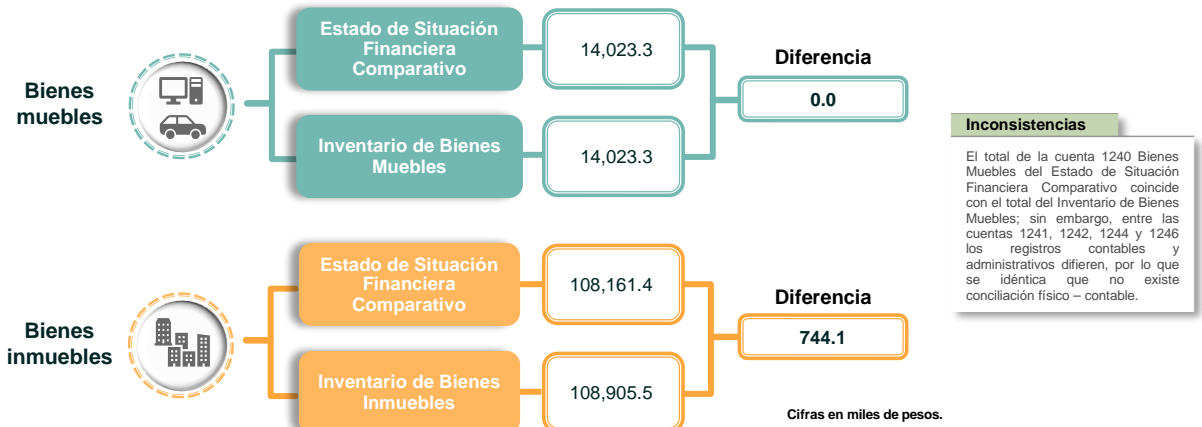 Bienes
muebles
Estado de Situación
Financiera
Comparativo
14,023.3
Inventario de Bienes
Muebles
14,023.3
Diferencia
0.0
Bienes
inmuebles
Estado de Situación
Financiera
Comparativo
108,161.4
Inventario de Bienes
Inmuebles
108,905.5
Diferencia
744.1
Inconsistencias
El total de la cuenta 1240 Bienes
Muebles del Estado de Situación
Financiera Comparativo coincide
con el total del Inventario de Bienes
Muebles; sin embargo, entre las
cuentas 1241, 1242, 1244 y 1246
los registros contables y
administrativos difieren, por lo que
se idéntica que no existe
conciliación físico – contable.
Cifras en miles de pesos.